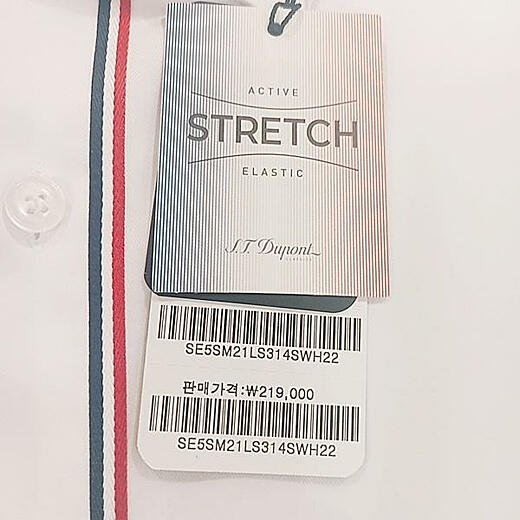 ACTIVE
STRETCH
ELASTIC
S.T. Dupont
SE5SM21LS314SWH22
판매가격:₩219,000
SE5SM21LS314SWH22